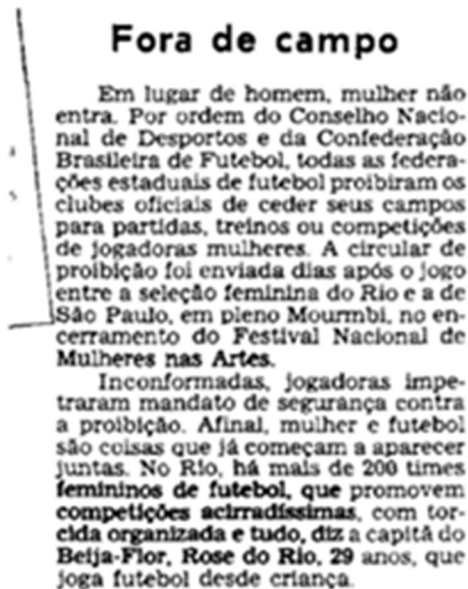 Fora de campo
Em lugar de homem, mulher não
entra. Por ordem do Conselho Nacio-
nal de Desportos e da Confederação
Brasileira de Futebol, todas as federa-
ções estaduais de futebol proibiram os
clubes oficiais de ceder seus campos
para partidas, treinos ou competições
de jogadoras mulheres. A circular de
proibição foi enviada dias após o jogo
entre a seleção feminina do Rio e a de
São Paulo, em pleno Mourmbi, no en-
cerramento do Festival Nacional de
Mulheres nas Artes.
Inconformadas, jogadoras impe-
traram mandato de segurança contra
a proibição. Afinal, mulher e futebol
são coisas que já começam a aparecer
juntas. No Rio, há mais de 200 times
femininos de futebol, que promovem
competições acirradíssimas, com tor-
cida organizada e tudo, diz a capitã do
Beija-Flor, Rose do Rio, 29 anos, que
joga futebol desde criança.